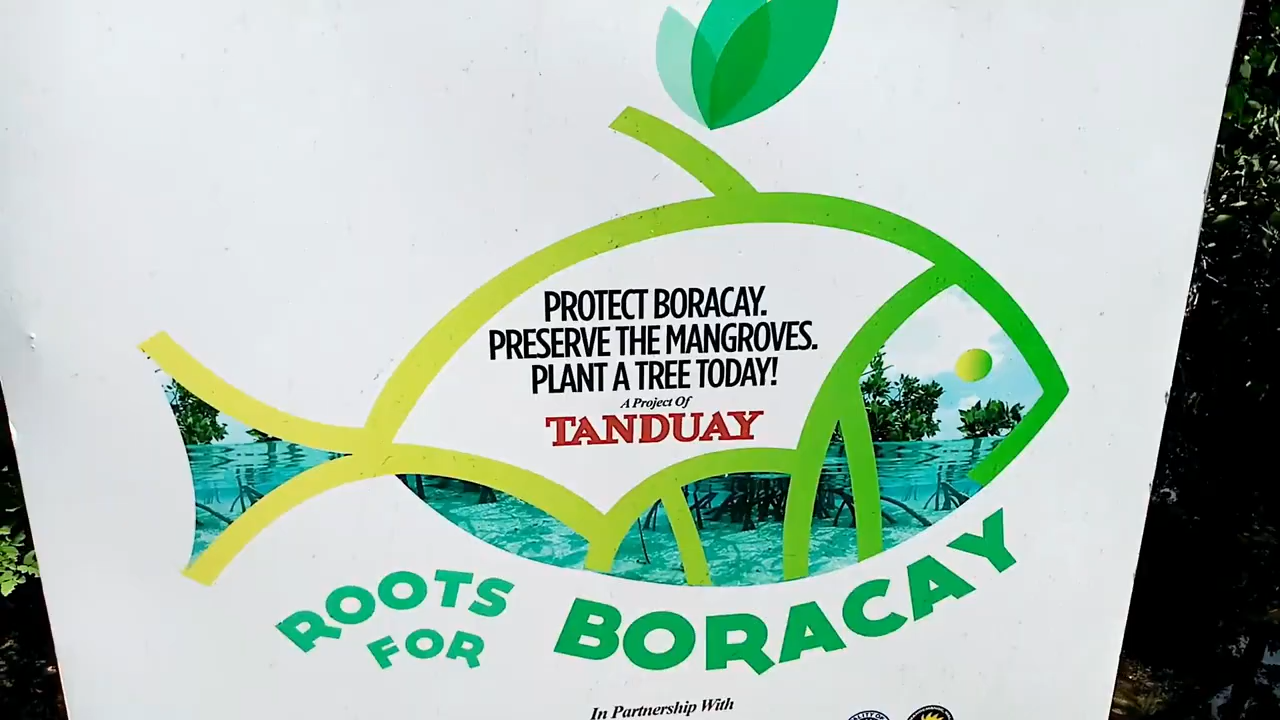 PROTECT BORACAY.
PRESERVE THE MANGROVES.
PLANT A TREE TODAY!
A Project Of
TANDUAY
ROOTS
FOR
BORACAY
In Partnership With